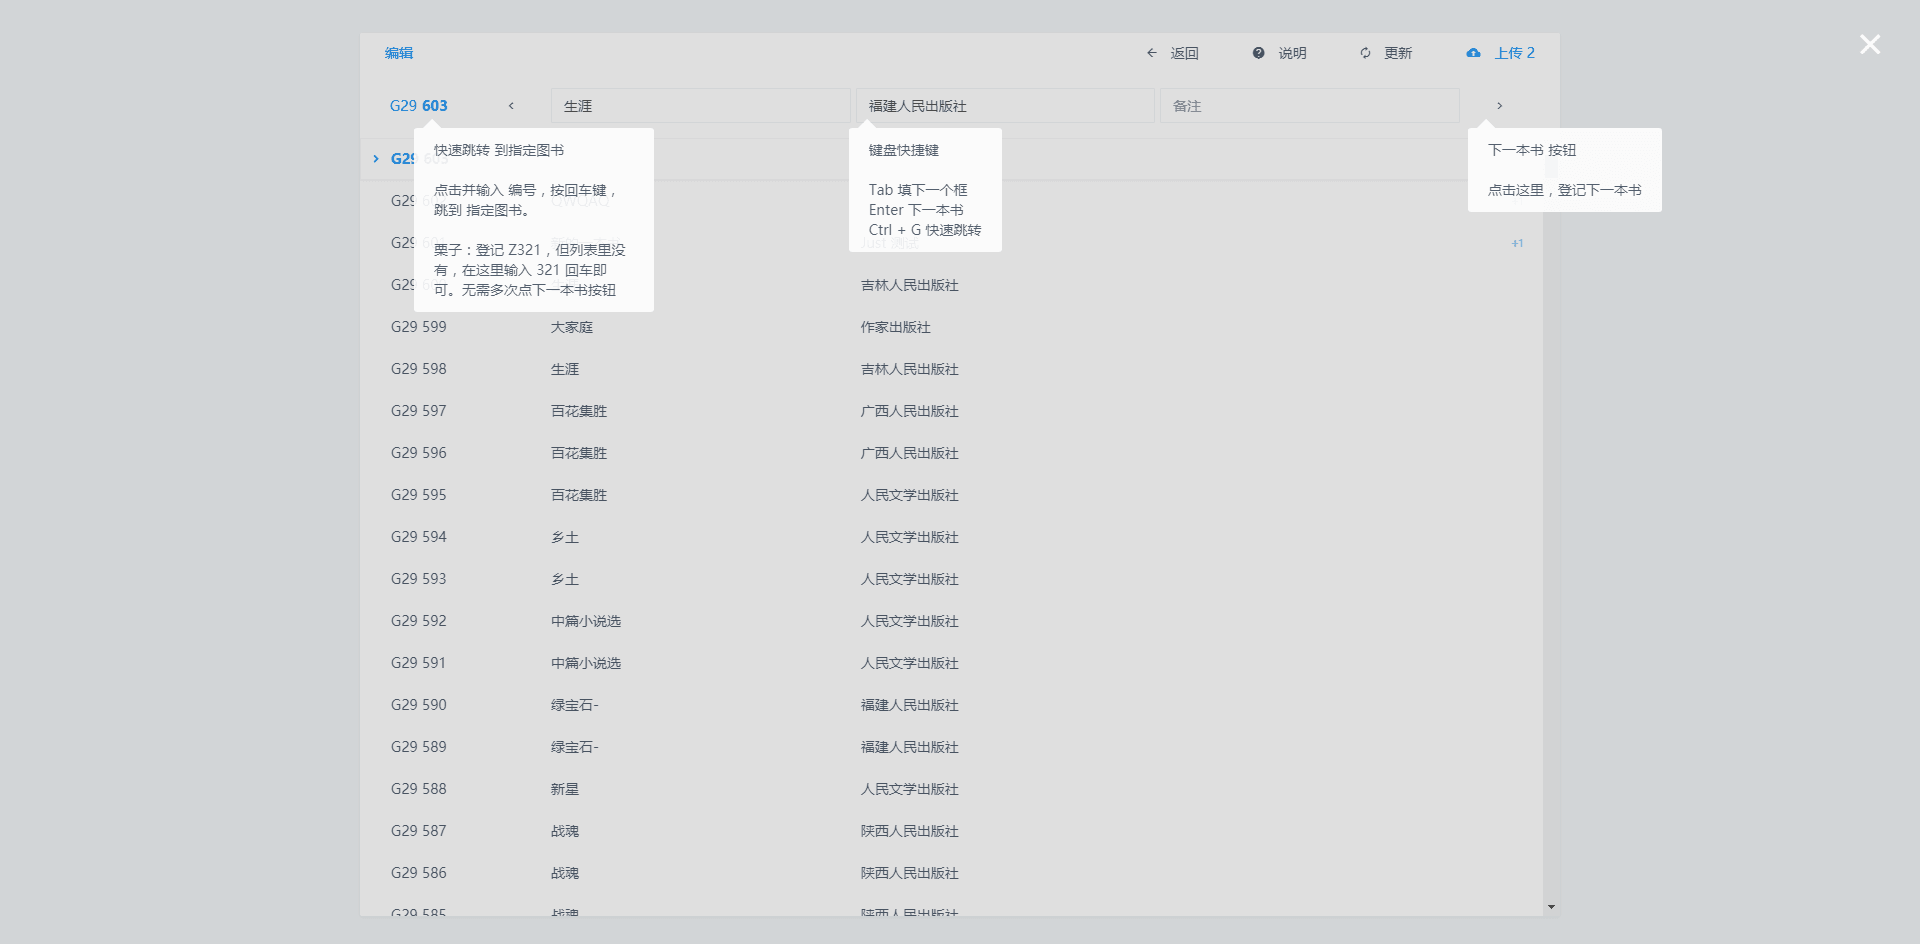 编辑 返回 说明 更新 上传 2
G29 603 生涯 福建人民出版社 备注
快速跳转 到指定图书
点击并输入 编号，按回车键，
跳到 指定图书。
栗子：登记 Z321，但列表里没
有，在这里输入 321 回车即
可。无需多次点下一本书按钮
键盘快捷键
Tab 填下一个框
Enter 下一本书
Ctrl + G 快速跳转
下一本书 按钮
点击这里，登记下一本书
G29 603
G29 QWQAQ
G29 Just 测试 +1
G29 吉林人民出版社
G29 599 大家庭 作家出版社
G29 598 生涯 吉林人民出版社
G29 597 百花集胜 广西人民出版社
G29 596 百花集胜 广西人民出版社
G29 595 百花集胜 人民文学出版社
G29 594 乡土 人民文学出版社
G29 593 乡土 人民文学出版社
G29 592 中篇小说选 人民文学出版社
G29 591 中篇小说选 人民文学出版社
G29 590 绿宝石- 福建人民出版社
G29 589 绿宝石- 福建人民出版社
G29 588 新星 人民文学出版社
G29 587 战魂 陕西人民出版社
G29 586 战魂 陕西人民出版社
G29 585 战魂 陕西人民出版社